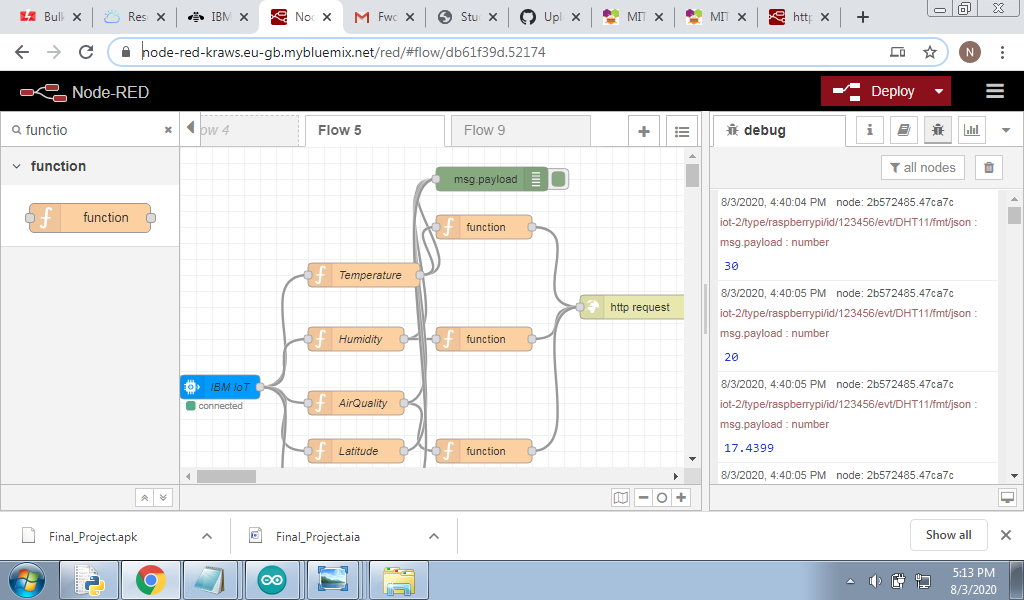 Bulk
Res
IBM
No
Fwc
Stu
Upl
MIT
MIT
http
node-red-kraws.eu-gb.mybluemix.net/red/#flow/db61f39d.52174
N
Node-RED
Deploy
functio
ow 4
Flow 5
Flow 9
debug
function
function
all nodes
msg.payload
function
Temperature
http request
Humidity
function
IBM IoT
connected
AirQuality
Latitude
function
8/3/2020, 4:40:04 PM node: 2b572485.47ca7c
iot-2/type/raspberrypi/id/123456/evt/DHT11/fmt/json :
msg.payload : number
30
8/3/2020, 4:40:05 PM node: 2b572485.47ca7c
iot-2/type/raspberrypi/id/123456/evt/DHT11/fmt/json :
msg.payload : number
20
8/3/2020, 4:40:05 PM node: 2b572485.47ca7c
iot-2/type/raspberrypi/id/123456/evt/DHT11/fmt/json :
msg.payload : number
17.4399
8/3/2020, 4:40:05 PM node: 2b572485.47ca7c
Final_Project.apk
Final_Project.aia
Show all
5:13 PM
8/3/2020